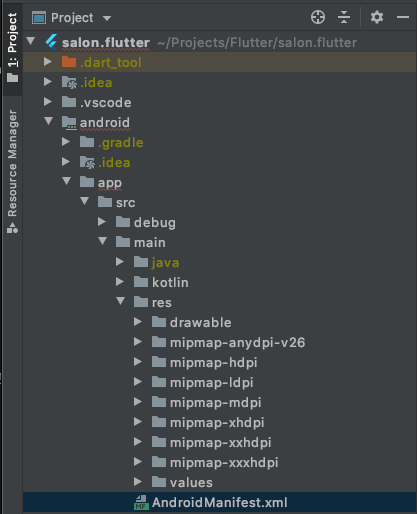 Project
1: Project
Resource Manager
salon.flutter ~/Projects/Flutter/salon.flutter
.dart_tool
.idea
.vscode
android
.gradle
.idea
app
src
debug
main
java
kotlin
res
drawable
mipmap-anydpi-v26
mipmap-hdpi
mipmap-ldpi
mipmap-mdpi
mipmap-xhdpi
mipmap-xxhdpi
mipmap-xxxhdpi
values
MF AndroidManifest.xml